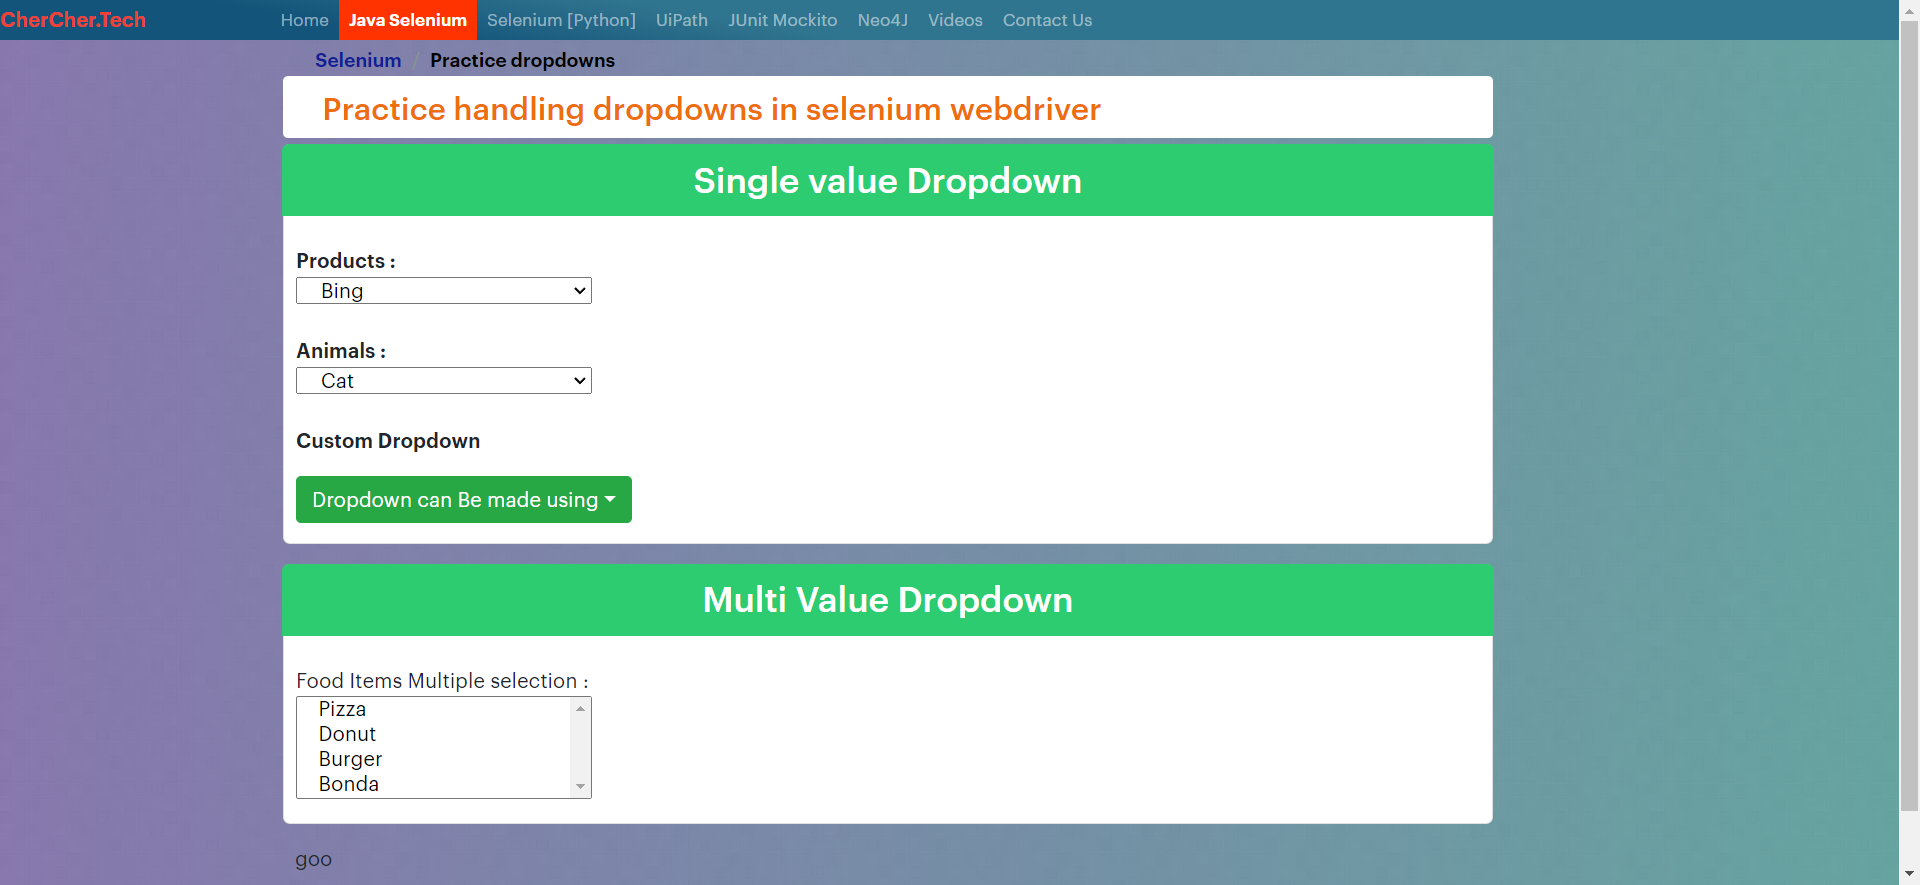 CherCher.Tech Home Java Selenium Selenium [Python] UiPath JUnit Mockito Neo4J Videos Contact Us
Selenium / Practice dropdowns
Practice handling dropdowns in selenium webdriver
Single value Dropdown
Products :
Bing
Animals :
Cat
Custom Dropdown
Dropdown can Be made using
Multi Value Dropdown
Food Items Multiple selection :
Pizza
Donut
Burger
Bonda
goo